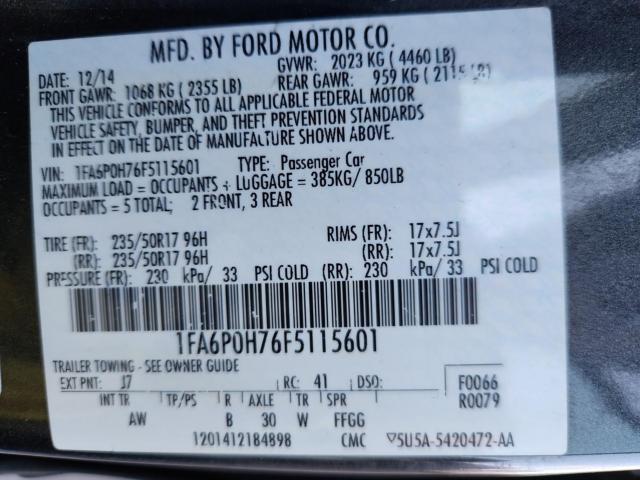 MFD. BY FORD MOTOR CO.
DATE: 12/14 GVWR: 2023 KG (4460 LB)
FRONT GAWR: 1068 KG (2355 LB) REAR GAWR: 959 KG (2115 LB)
THIS VEHICLE CONFORMS TO ALL APPLICABLE FEDERAL MOTOR
VEHICLE SAFETY, BUMPER, AND THEFT PREVENTION STANDARDS
IN EFFECT ON THE DATE OF MANUFACTURE SHOWN ABOVE.
VIN: 1FA6P0H76F5115601 TYPE: Passenger Car
MAXIMUM LOAD = OCCUPANTS + LUGGAGE = 385KG/ 850LB
OCCUPANTS = 5 TOTAL; 2 FRONT, 3 REAR
TIRE (FR): 235/50R17 96H RIMS (FR): 17x7.5J
(RR): 235/50R17 96H (RR): 17x7.5J
PRESSURE (FR): 230 kPa/ 33 PSI COLD (RR): 230 kPa/ 33 PSI COLD
1FA6P0H76F5115601
TRAILER TOWING - SEE OWNER GUIDE
EXT PNT: J7 RC: 41 DSO: F0066
INT TR TP/PS R AXLE TR SPR R0079
AW B 30 W FFGG
1201412184898 CMC 5U5A-5420472-AA